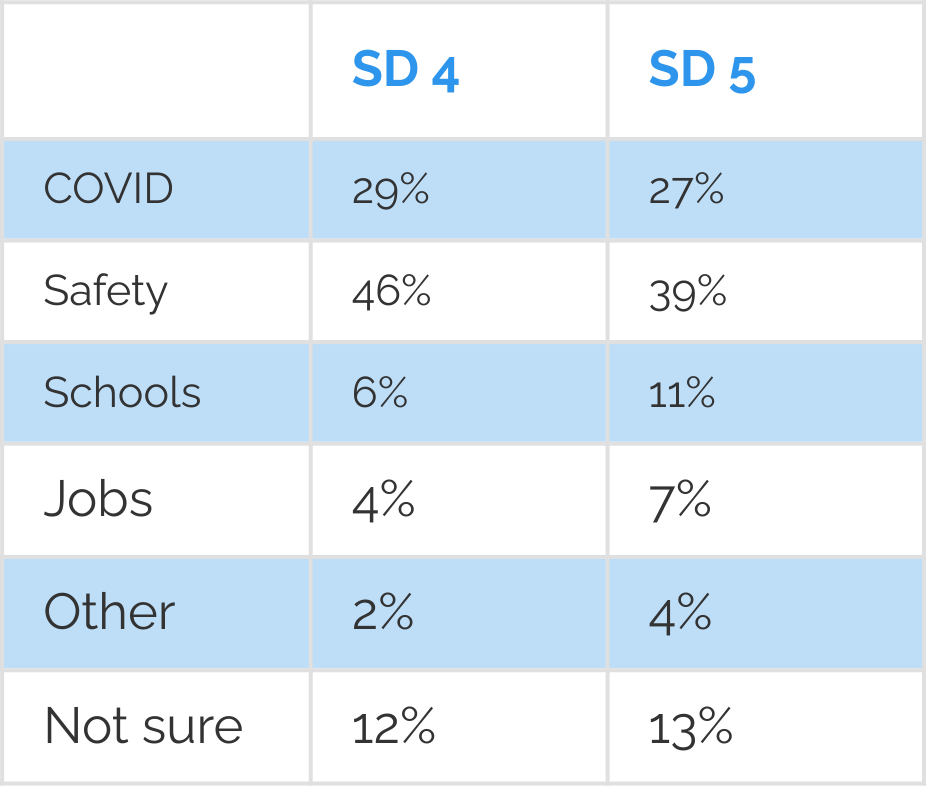 SD 4 SD 5
COVID 29% 27%
Safety 46% 39%
Schools 6% 11%
Jobs 4% 7%
Other 2% 4%
Not sure 12% 13%